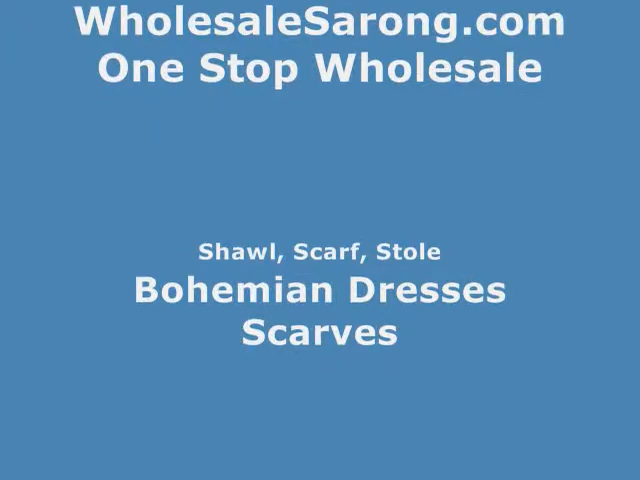 WholesaleSarong.com
One Stop Wholesale
Shawl, Scarf, Stole
Bohemian Dresses
Scarves